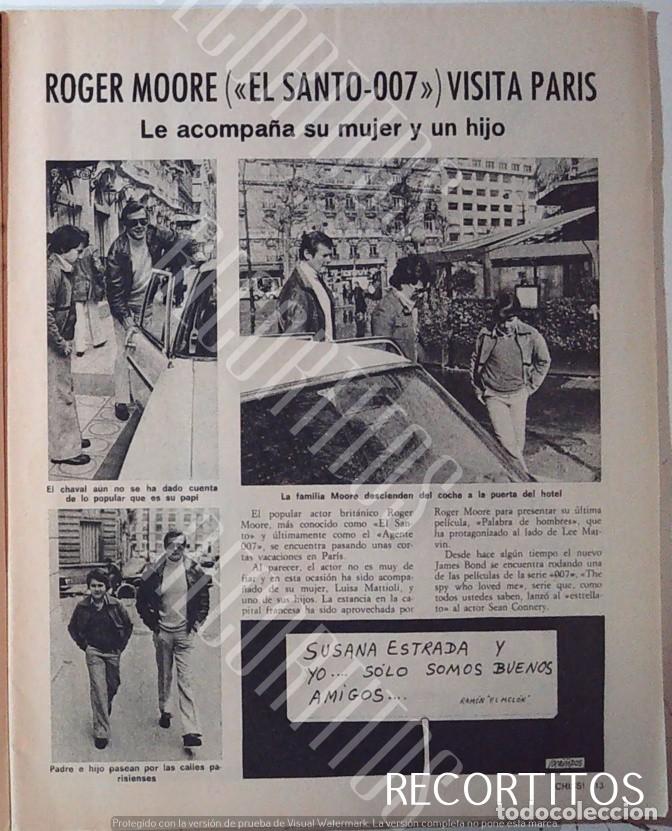 ROGER MOORE («EL SANTO-007») VISITA PARIS
Le acompaña su mujer y un hijo
El chaval aún no se ha dado cuenta
de lo popular que es su papi
La familia Moore descienden del coche a la puerta del hotel
El popular actor británico Roger
Moore, más conocido como «El San-
to» y últimamente como el «Agente
007», se encuentra pasando unas cor-
tas vacaciones en París.
Al parecer, el actor no es muy de
fiar y en esta ocasión ha sido acompa-
ñado de su mujer, Luisa Mattioli, y
uno de sus hijos. La estancia en la ca-
pital francesa ha sido aprovechada por
Roger Moore para presentar su última
película, «Palabra de hombres», que
ha protagonizado al lado de Lee Mar-
vin.
Desde hace algún tiempo el nuevo
James Bond se encuentra rodando una
de las películas de la serie «007», «The
spy who loved me», serie que, como
todos ustedes saben, lanzó al «estrella-
to» al actor Sean Connery.
Padre e hijo pasean por las calles pa-
risienses
SUSANA ESTRADA Y
YO.... SÓLO SOMOS BUENOS
AMIGOS....
RAMÓN "EL MELÓN"
RECORTITOS
todocoleccion.com
Protegido con la versión de prueba de Visual Watermark. La versión completa no pone esta marca.